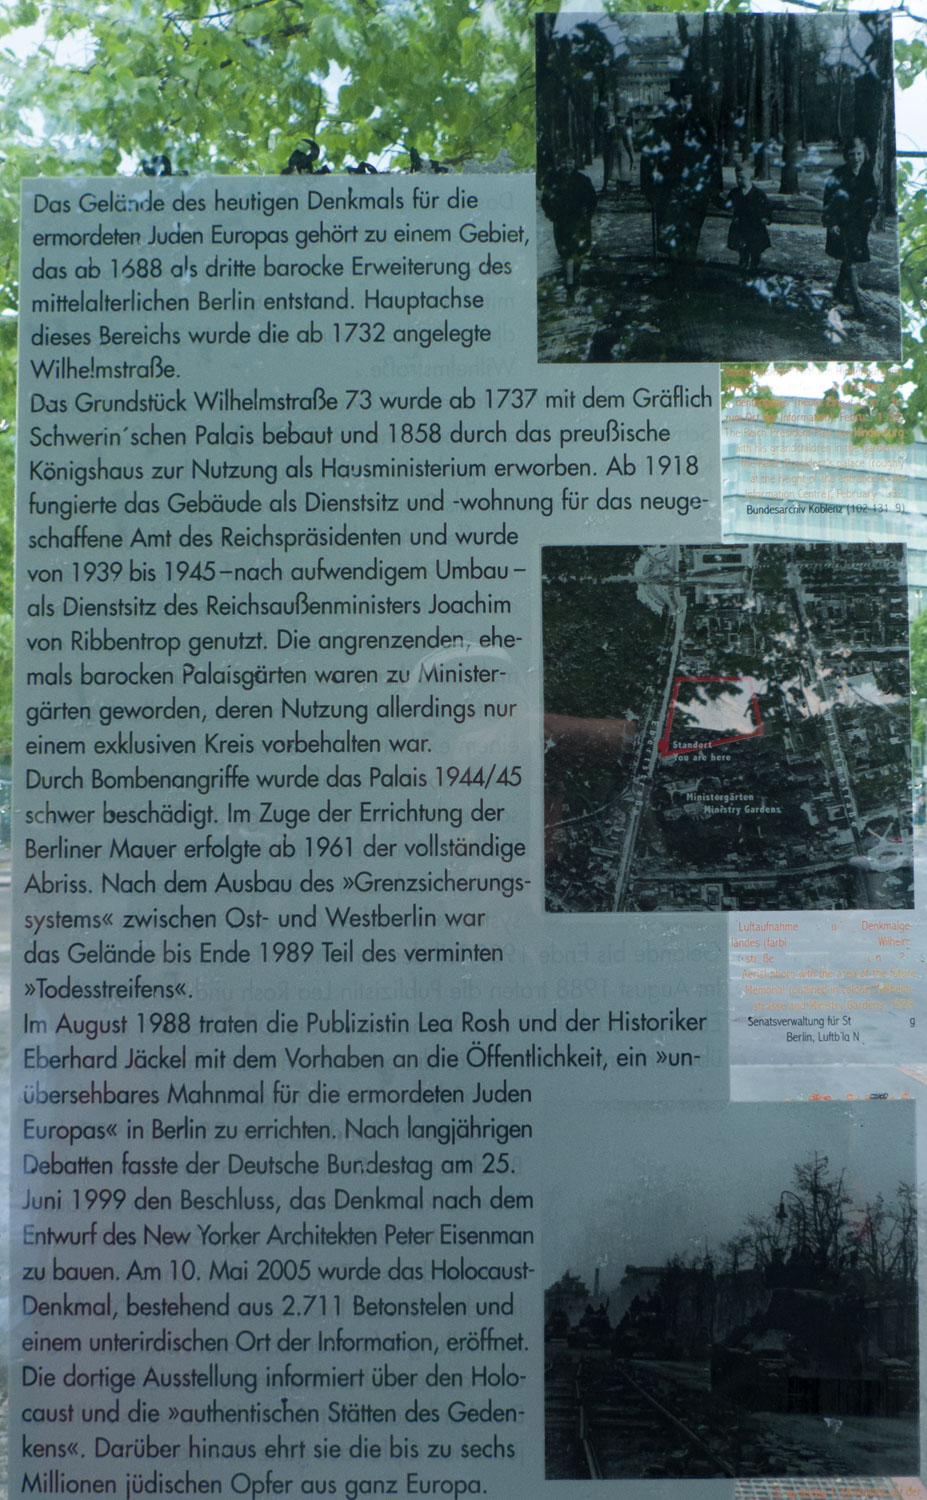 Das Gelände des heutigen Denkmals für die
ermordeten Juden Europas gehört zu einem Gebiet,
das ab 1688 als dritte barocke Erweiterung des
mittelalterlichen Berlin entstand. Hauptachse
dieses Bereichs wurde die ab 1732 angelegte
Wilhelmstraße.
Das Grundstück Wilhelmstraße 73 wurde ab 1737 mit dem Gräflich
Schwerin´schen Palais bebaut und 1858 durch das preußische
Königshaus zur Nutzung als Hausministerium erworben. Ab 1918
fungierte das Gebäude als Dienstsitz und -wohnung für das neuge-
schaffene Amt des Reichspräsidenten und wurde
von 1939 bis 1945 – nach aufwendigem Umbau –
als Dienstsitz des Reichsaußenministers Joachim
von Ribbentrop genutzt. Die angrenzenden, ehe-
mals barocken Palaisgärten waren zu Minister-
gärten geworden, deren Nutzung allerdings nur
einem exklusiven Kreis vorbehalten war.
Durch Bombenangriffe wurde das Palais 1944/45
schwer beschädigt. Im Zuge der Errichtung der
Berliner Mauer erfolgte ab 1961 der vollständige
Abriss. Nach dem Ausbau des »Grenzsicherungs-
systems« zwischen Ost- und Westberlin war
das Gelände bis Ende 1989 Teil des verminten
»Todesstreifens«.
Im August 1988 traten die Publizistin Lea Rosh und der Historiker
Eberhard Jäckel mit dem Vorhaben an die Öffentlichkeit, ein »un-
übersehbares Mahnmal für die ermordeten Juden
Europas« in Berlin zu errichten. Nach langjährigen
Debatten fasste der Deutsche Bundestag am 25.
Juni 1999 den Beschluss, das Denkmal nach dem
Entwurf des New Yorker Architekten Peter Eisenman
zu bauen. Am 10. Mai 2005 wurde das Holocaust-
Denkmal, bestehend aus 2.711 Betonstelen und
einem unterirdischen Ort der Information, eröffnet.
Die dortige Ausstellung informiert über den Holo-
caust und die »authentischen Stätten des Geden-
kens«. Darüber hinaus ehrt sie die bis zu sechs
Millionen jüdischen Opfer aus ganz Europa.
Bundesarchiv Koblenz (102-131 9)
Standort
You are here
Ministergärten
Ministry Gardens
Luftaufnahme Denkmalge-
ländes
Senatsverwaltung für St g
Berlin,